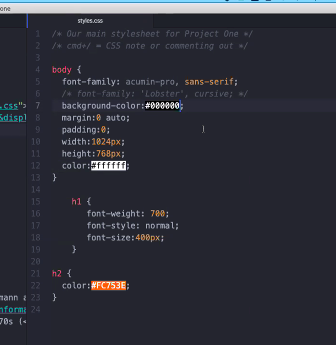 one
styles.css
1 /* Our main stylesheet for Project One */
2 /* cmd+/ = CSS note or commenting out */
3
4 body {
5 font-family: acumin-pro, sans-serif;
6 /* font-family: 'Lobster', cursive; */
.css">
7 background-color:#000000;
&displ
8 margin:0 auto;
9 padding:0;
10 width:1024px;
11 height:768px;
12 color:#ffffff;
13 }
14
15 h1 {
16 font-weight: 700;
17 font-style: normal;
18 font-size:400px;
19 }
20
21 h2 {
22 color:#FC753E;
mann a
23 }
nforma
24
70s (<